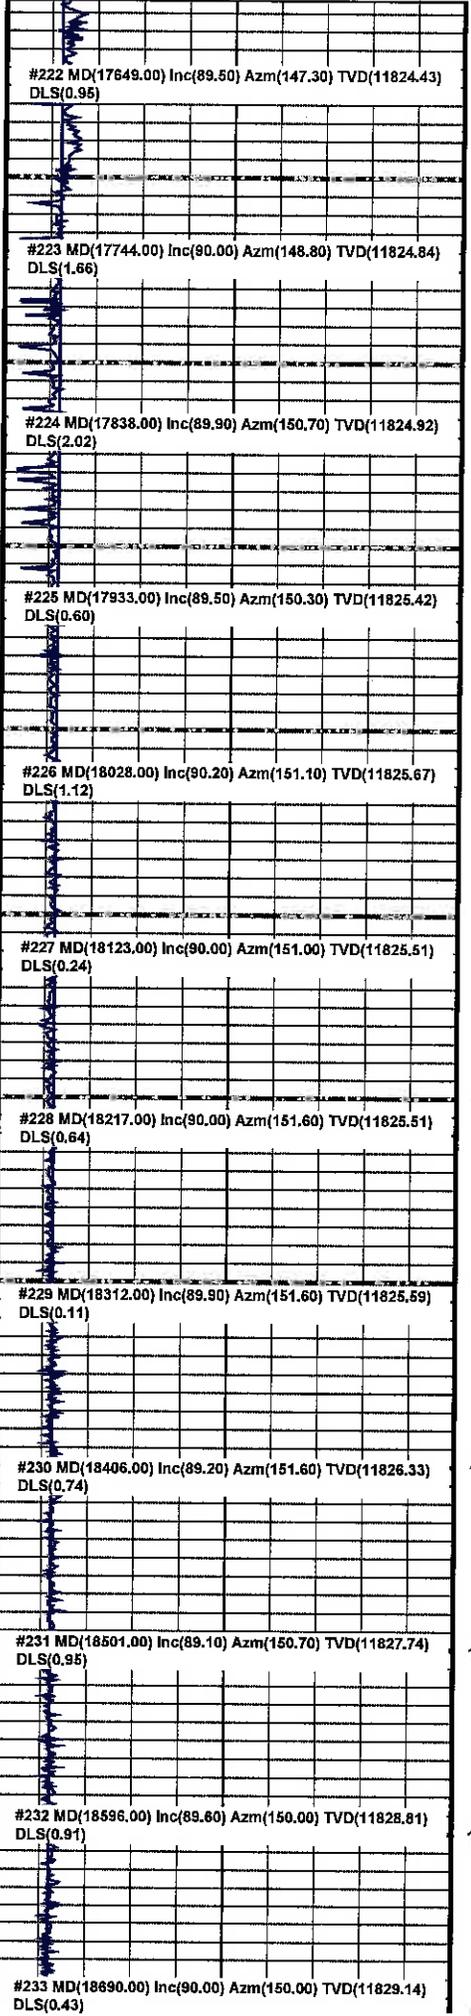 #222 MD(17649.00) Inc(89.50) Azm(147.30) TVD(11824.43)
DLS(0.95)
#223 MD(17744.00) Inc(90.00) Azm(148.80) TVD(11824.84)
DLS(1.66)
#224 MD(17838.00) Inc(89.90) Azm(150.70) TVD(11824.92)
DLS(2.02)
#225 MD(17933.00) Inc(89.50) Azm(150.30) TVD(11825.42)
DLS(0.60)
#226 MD(18028.00) Inc(90.20) Azm(151.10) TVD(11825.67)
DLS(1.12)
#227 MD(18123.00) Inc(90.00) Azm(151.00) TVD(11825.51)
DLS(0.24)
#228 MD(18217.00) Inc(90.00) Azm(151.60) TVD(11825.51)
DLS(0.64)
#229 MD(18312.00) Inc(89.90) Azm(151.60) TVD(11825.59)
DLS(0.11)
#230 MD(18406.00) Inc(89.20) Azm(151.60) TVD(11826.33)
DLS(0.74)
#231 MD(18501.00) Inc(89.10) Azm(150.70) TVD(11827.74)
DLS(0.95)
#232 MD(18596.00) Inc(89.60) Azm(150.00) TVD(11828.81)
DLS(0.91)
#233 MD(18690.00) Inc(90.00) Azm(150.00) TVD(11829.14)
DLS(0.43)